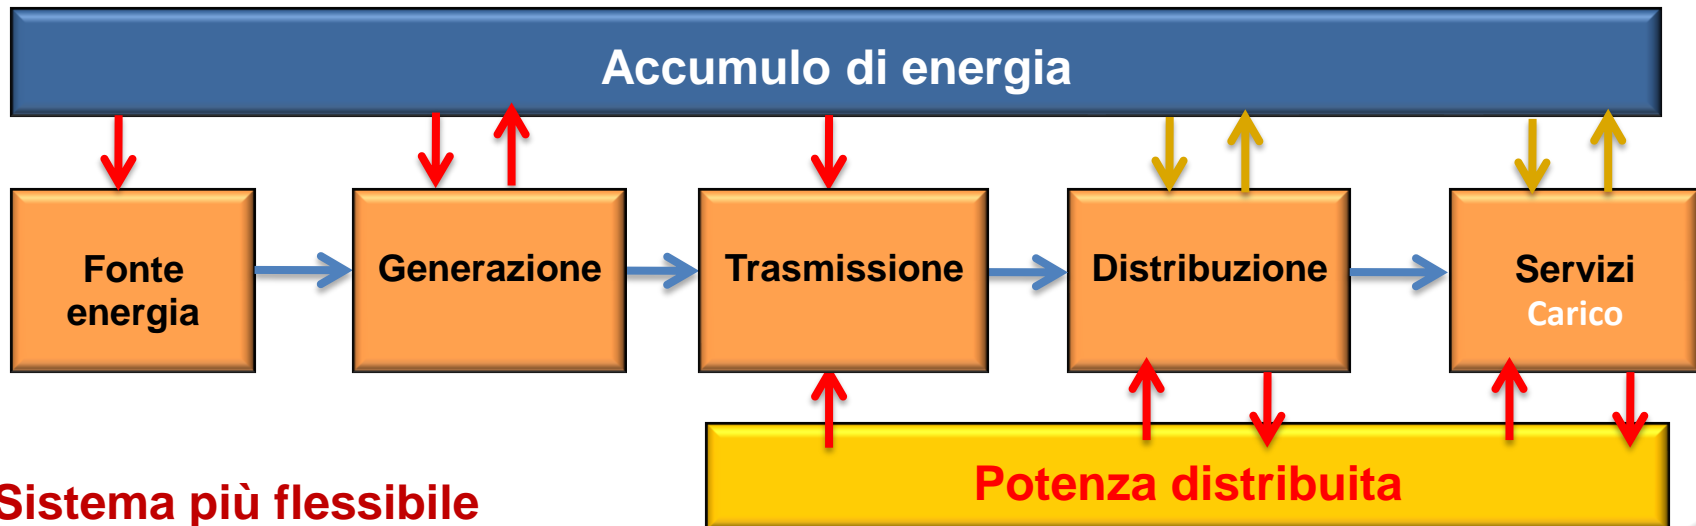 Accumulo di energia
Fonte
energia
Generazione
Trasmissione
Distribuzione
Servizi
Carico
Potenza distribuita
Sistema più flessibile